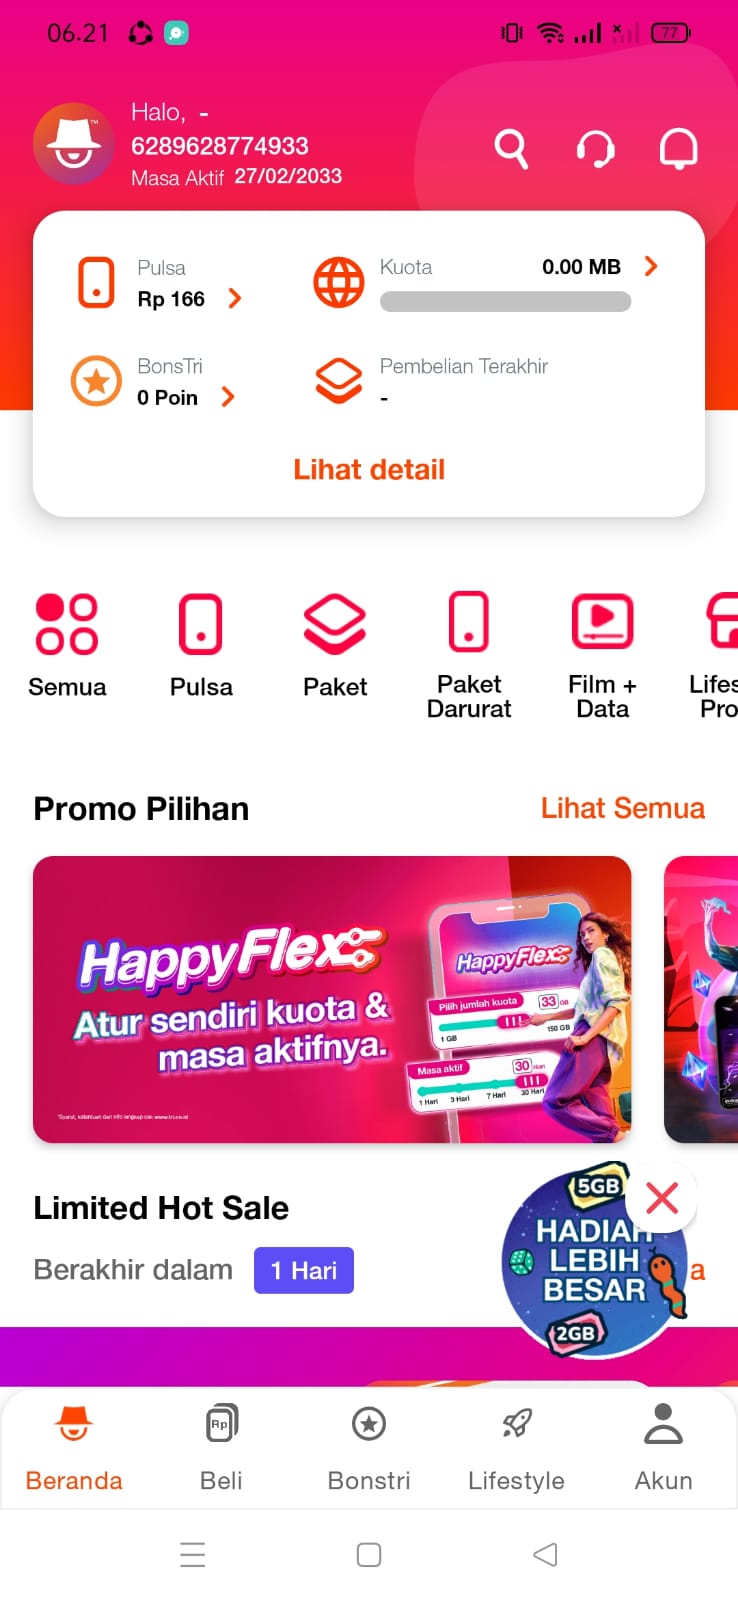 06.21
77
Halo, -
6289628774933
Masa Aktif 27/02/2033
Pulsa
Rp 166
Kuota
0.00 MB
BonsTri
0 Poin
Pembelian Terakhir
-
Lihat detail
Semua
Pulsa
Paket
Paket
Darurat
Film +
Data
Lifes
Pro
Promo Pilihan
Lihat Semua
HappyFlex
Atur sendiri kuota &
masa aktifnya.
HappyFlex
Pilih jumlah kuota 33 GB
1 GB
150 GB
Masa aktif 30 Hari
1 Hari 3 Hari 7 Hari 30 Hari
Limited Hot Sale
Berakhir dalam 1 Hari
5GB
HADIAH
LEBIH
BESAR
2GB
a
Beranda
Rp
Beli
Bonstri
Lifestyle
Akun